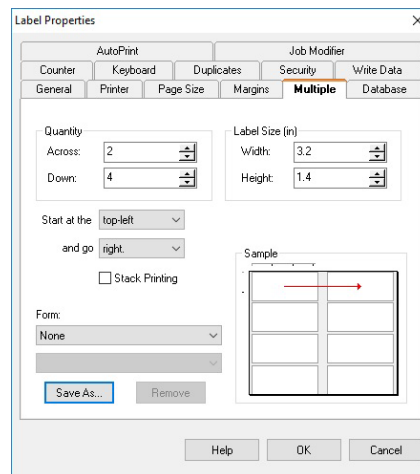 Label Properties
AutoPrint Job Modifier
Counter Keyboard Duplicates Security Write Data
General Printer Page Size Margins Multiple Database
Quantity Label Size (in)
Across: 2 Width: 3.2
Down: 4 Height: 1.4
Start at the top-left
and go right.
Stack Printing
Sample
Form:
None
Save As... Remove
Help OK Cancel